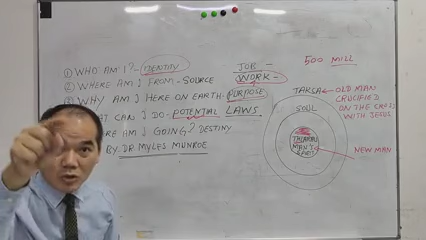 ① WHO AM I? - IDENTITY
② WHERE AM I FROM - SOURCE
③ WHY AM I HERE ON EARTH - PURPOSE
AT CAN I DO - POTENTIAL LAWS
RE AM I GOING? DESTINY
BY DR MYLES MUNROE
JOB -
WORK -
500 MILL
OLD MAN
CRUCIFIED
ON THE CROSS
WITH JESUS
SOUL
MAN'S
SPIRIT
NEW MAN